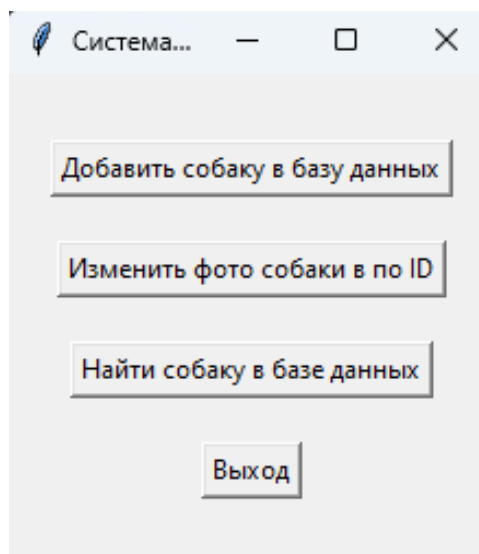 Система...
Добавить собаку в базу данных
Изменить фото собаки в по ID
Найти собаку в базе данных
Выход